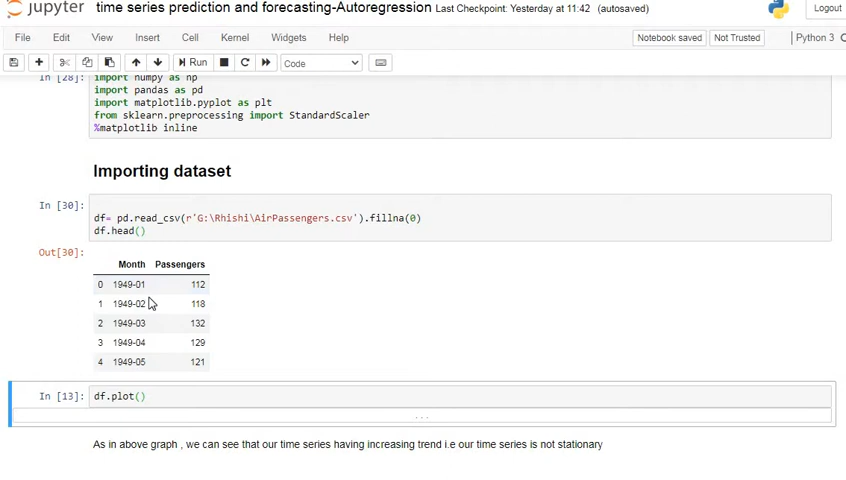 jupyter time series prediction and forecasting-Autoregression Last Checkpoint: Yesterday at 11:42 (autosaved) Logout
File Edit View Insert Cell Kernel Widgets Help Notebook saved Not Trusted Python 3
Run Code
In [28]: import numpy as np
import pandas as pd
import matplotlib.pyplot as plt
from sklearn.preprocessing import StandardScaler
%matplotlib inline
Importing dataset
In [30]:
df= pd.read_csv(r'G:\Rhishi\AirPassengers.csv').fillna(0)
df.head()
Out[30]:
Month Passengers
0 1949-01 112
1 1949-02 118
2 1949-03 132
3 1949-04 129
4 1949-05 121
In [13]: df.plot()
...
As in above graph , we can see that our time series having increasing trend i.e our time series is not stationary